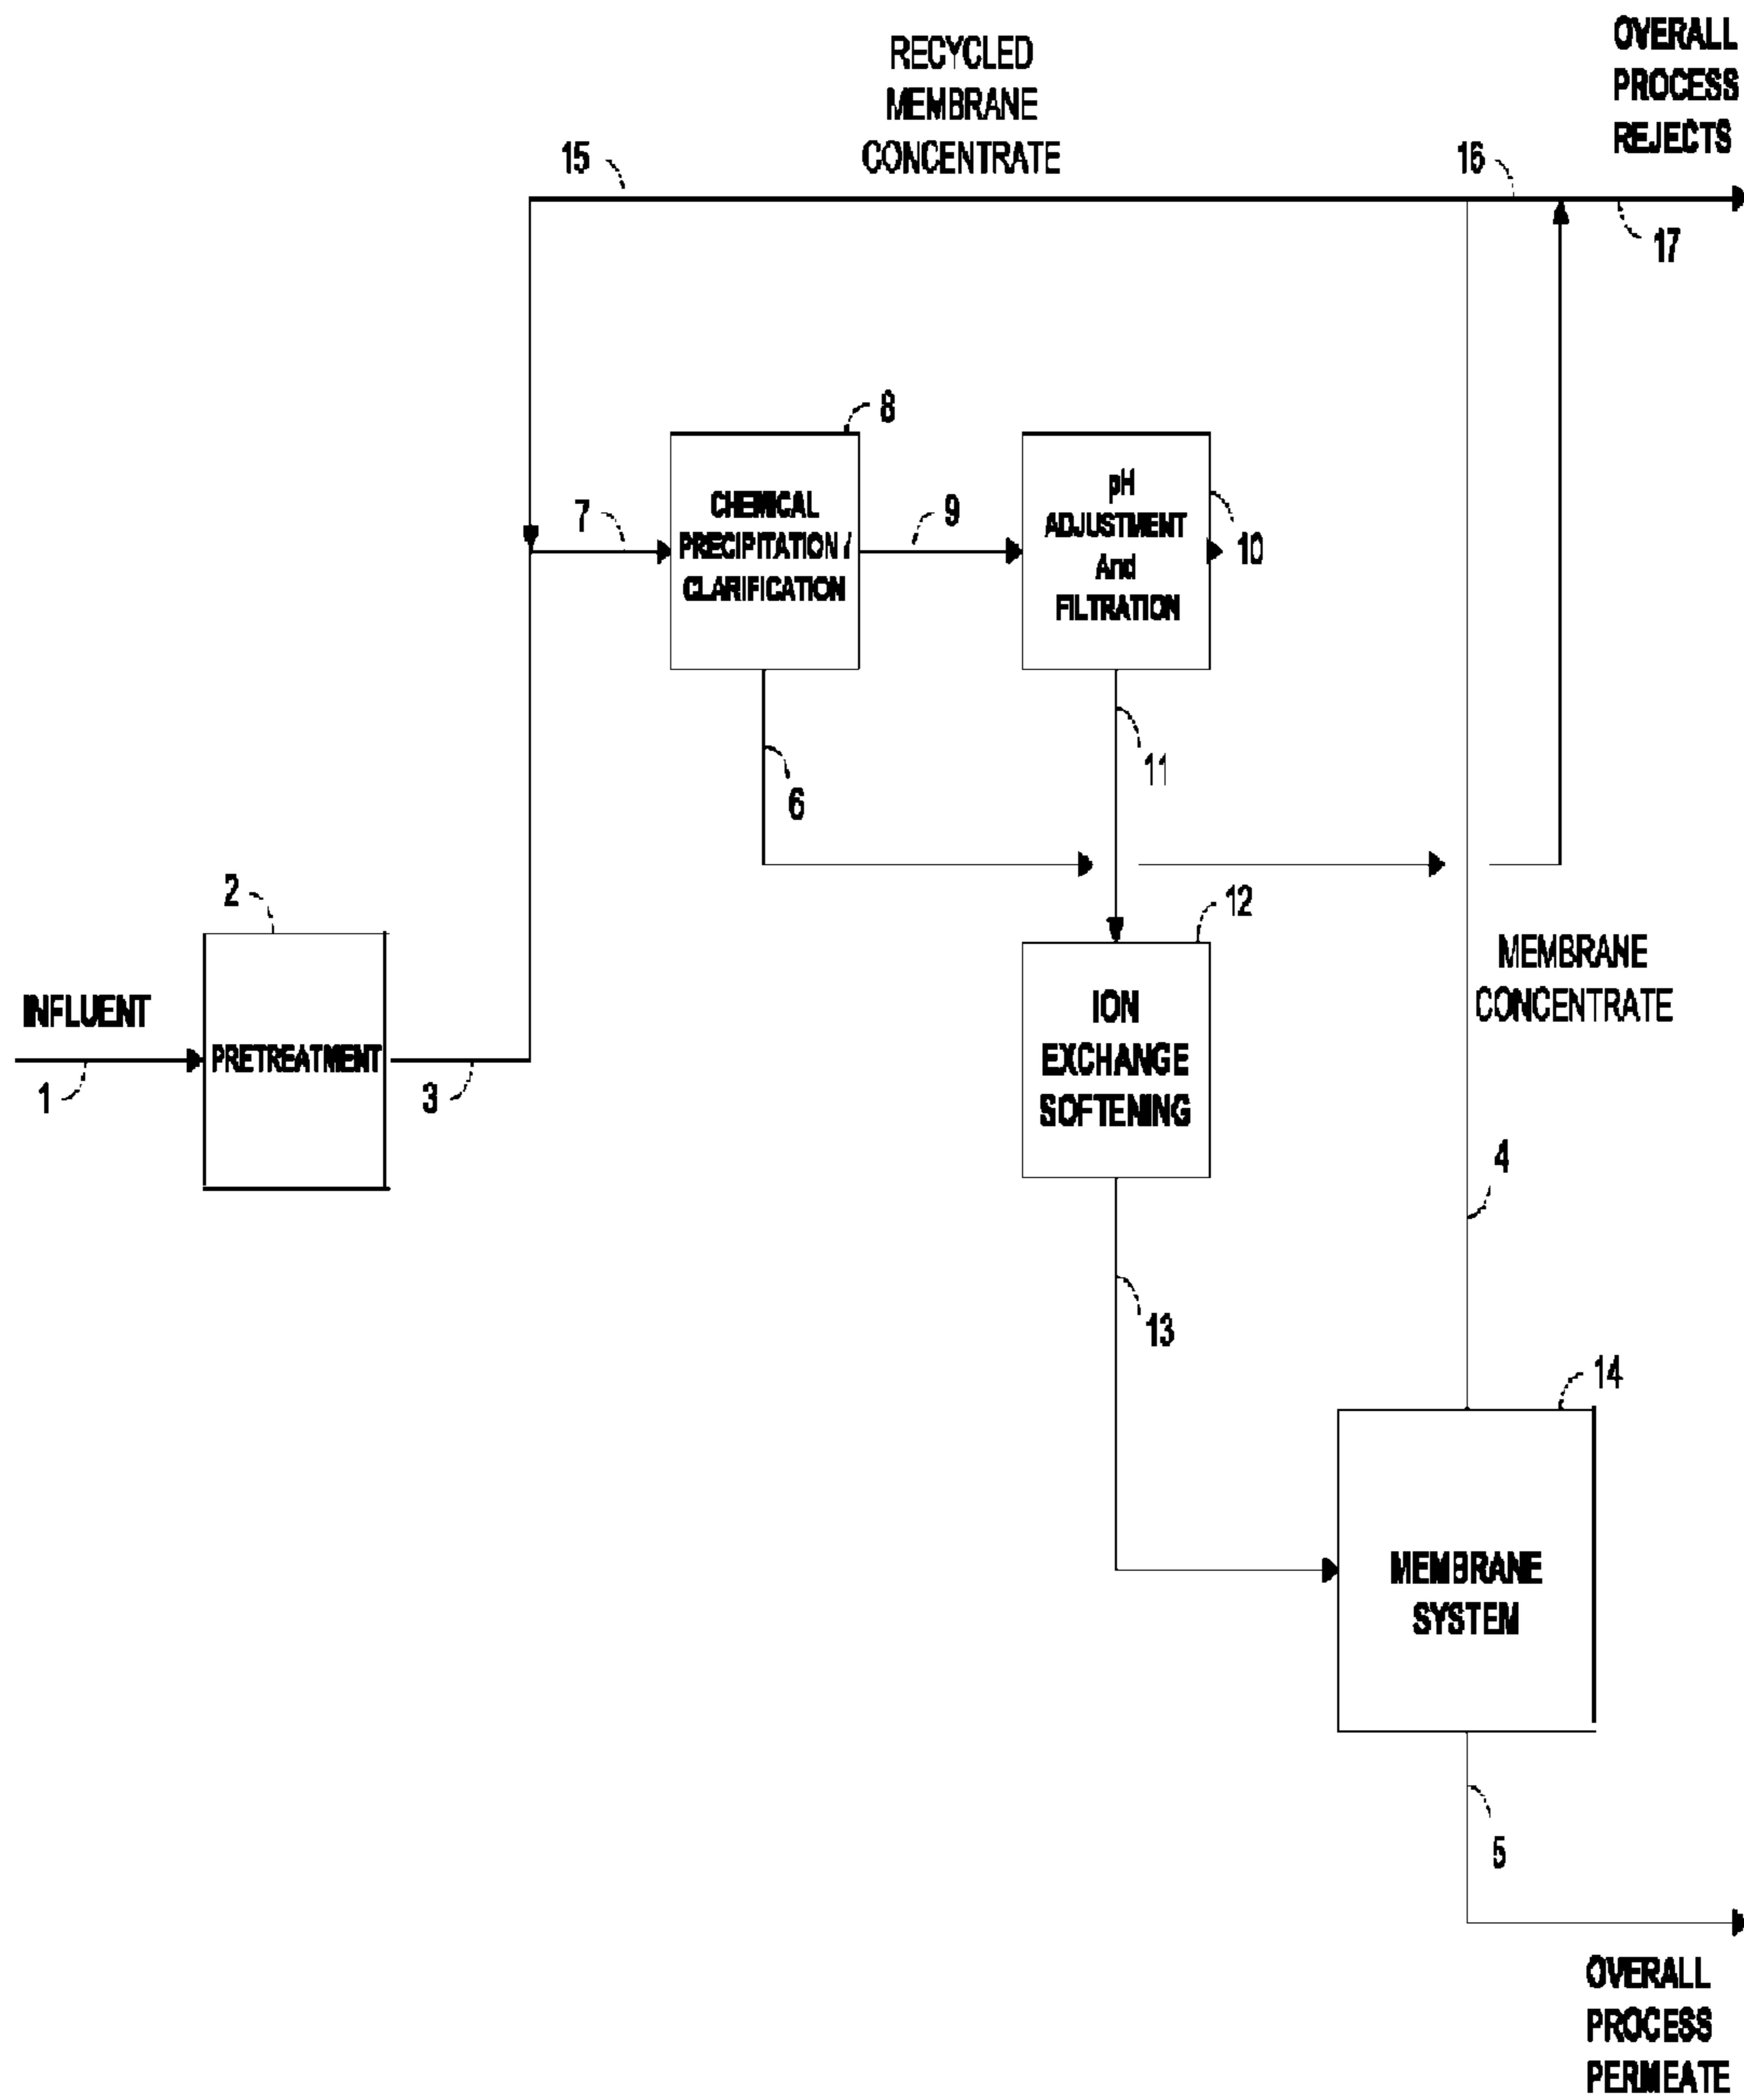 RECYCLED
MEMBRANE
CONCENTRATE
OVERALL
PROCESS
REJECTS
15
16
17
8
CHEMICAL
PRECIPITATION /
CLARIFICATION
7
9
pH
ADJUSTMENT
And
FILTRATION
10
6
11
2
12
INFLUENT
PRETREATMENT
1
3
ION
EXCHANGE
SOFTENING
MEMBRANE
CONCENTRATE
4
13
14
MEMBRANE
SYSTEM
5
OVERALL
PROCESS
PERMEATE